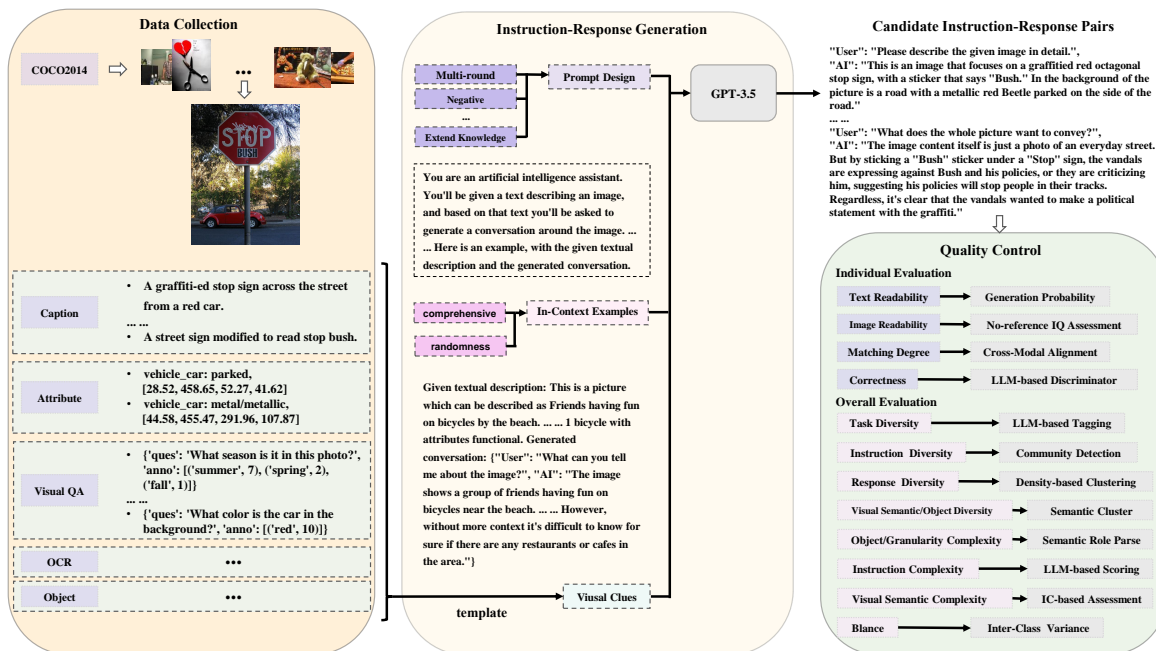 Data Collection
COCO2014
...
STOP
BUSH
Caption
• A graffiti-ed stop sign across the street
from a red car.
... ...
• A street sign modified to read stop bush.
Attribute
• vehicle_car: parked,
[28.52, 458.65, 52.27, 41.62]
• vehicle_car: metal/metallic,
[44.58, 455.47, 291.96, 107.87]
Visual QA
• {'ques': 'What season is it in this photo?',
'anno': [('summer', 7), ('spring', 2),
('fall', 1)]}
... ...
• {'ques': 'What color is the car in the
background?', 'anno': [('red', 10)]}
OCR
...
Object
...
template
Instruction-Response Generation
Multi-round
Negative
...
Extend Knowledge
Prompt Design
GPT-3.5
You are an artificial intelligence assistant.
You'll be given a text describing an image,
and based on that text you'll be asked to
generate a conversation around the image. ...
... Here is an example, with the given textual
description and the generated conversation.
comprehensive
randomness
In-Context Examples
Given textual description: This is a picture
which can be described as Friends having fun
on bicycles by the beach. ... ... 1 bicycle with
attributes functional. Generated
conversation: {"User": "What can you tell
me about the image?", "AI": "The image
shows a group of friends having fun on
bicycles near the beach. ... ... However,
without more context it's difficult to know for
sure if there are any restaurants or cafes in
the area."}
Viusal Clues
Candidate Instruction-Response Pairs
"User": "Please describe the given image in detail.",
"AI": "This is an image that focuses on a graffitied red octagonal
stop sign, with a sticker that says "Bush." In the background of the
picture is a road with a metallic red Beetle parked on the side of the
road."
... ...
"User": "What does the whole picture want to convey?",
"AI": "The image content itself is just a photo of an everyday street.
But by sticking a "Bush" sticker under a "Stop" sign, the vandals
are expressing against Bush and his policies, or they are criticizing
him, suggesting his policies will stop people in their tracks.
Regardless, it's clear that the vandals wanted to make a political
statement with the graffiti."
Quality Control
Individual Evaluation
Text Readability
Generation Probability
Image Readability
No-reference IQ Assessment
Matching Degree
Cross-Modal Alignment
Correctness
LLM-based Discriminator
Overall Evaluation
Task Diversity
LLM-based Tagging
Instruction Diversity
Community Detection
Response Diversity
Density-based Clustering
Visual Semantic/Object Diversity
Semantic Cluster
Object/Granularity Complexity
Semantic Role Parse
Instruction Complexity
LLM-based Scoring
Visual Semantic Complexity
IC-based Assessment
Blance
Inter-Class Variance